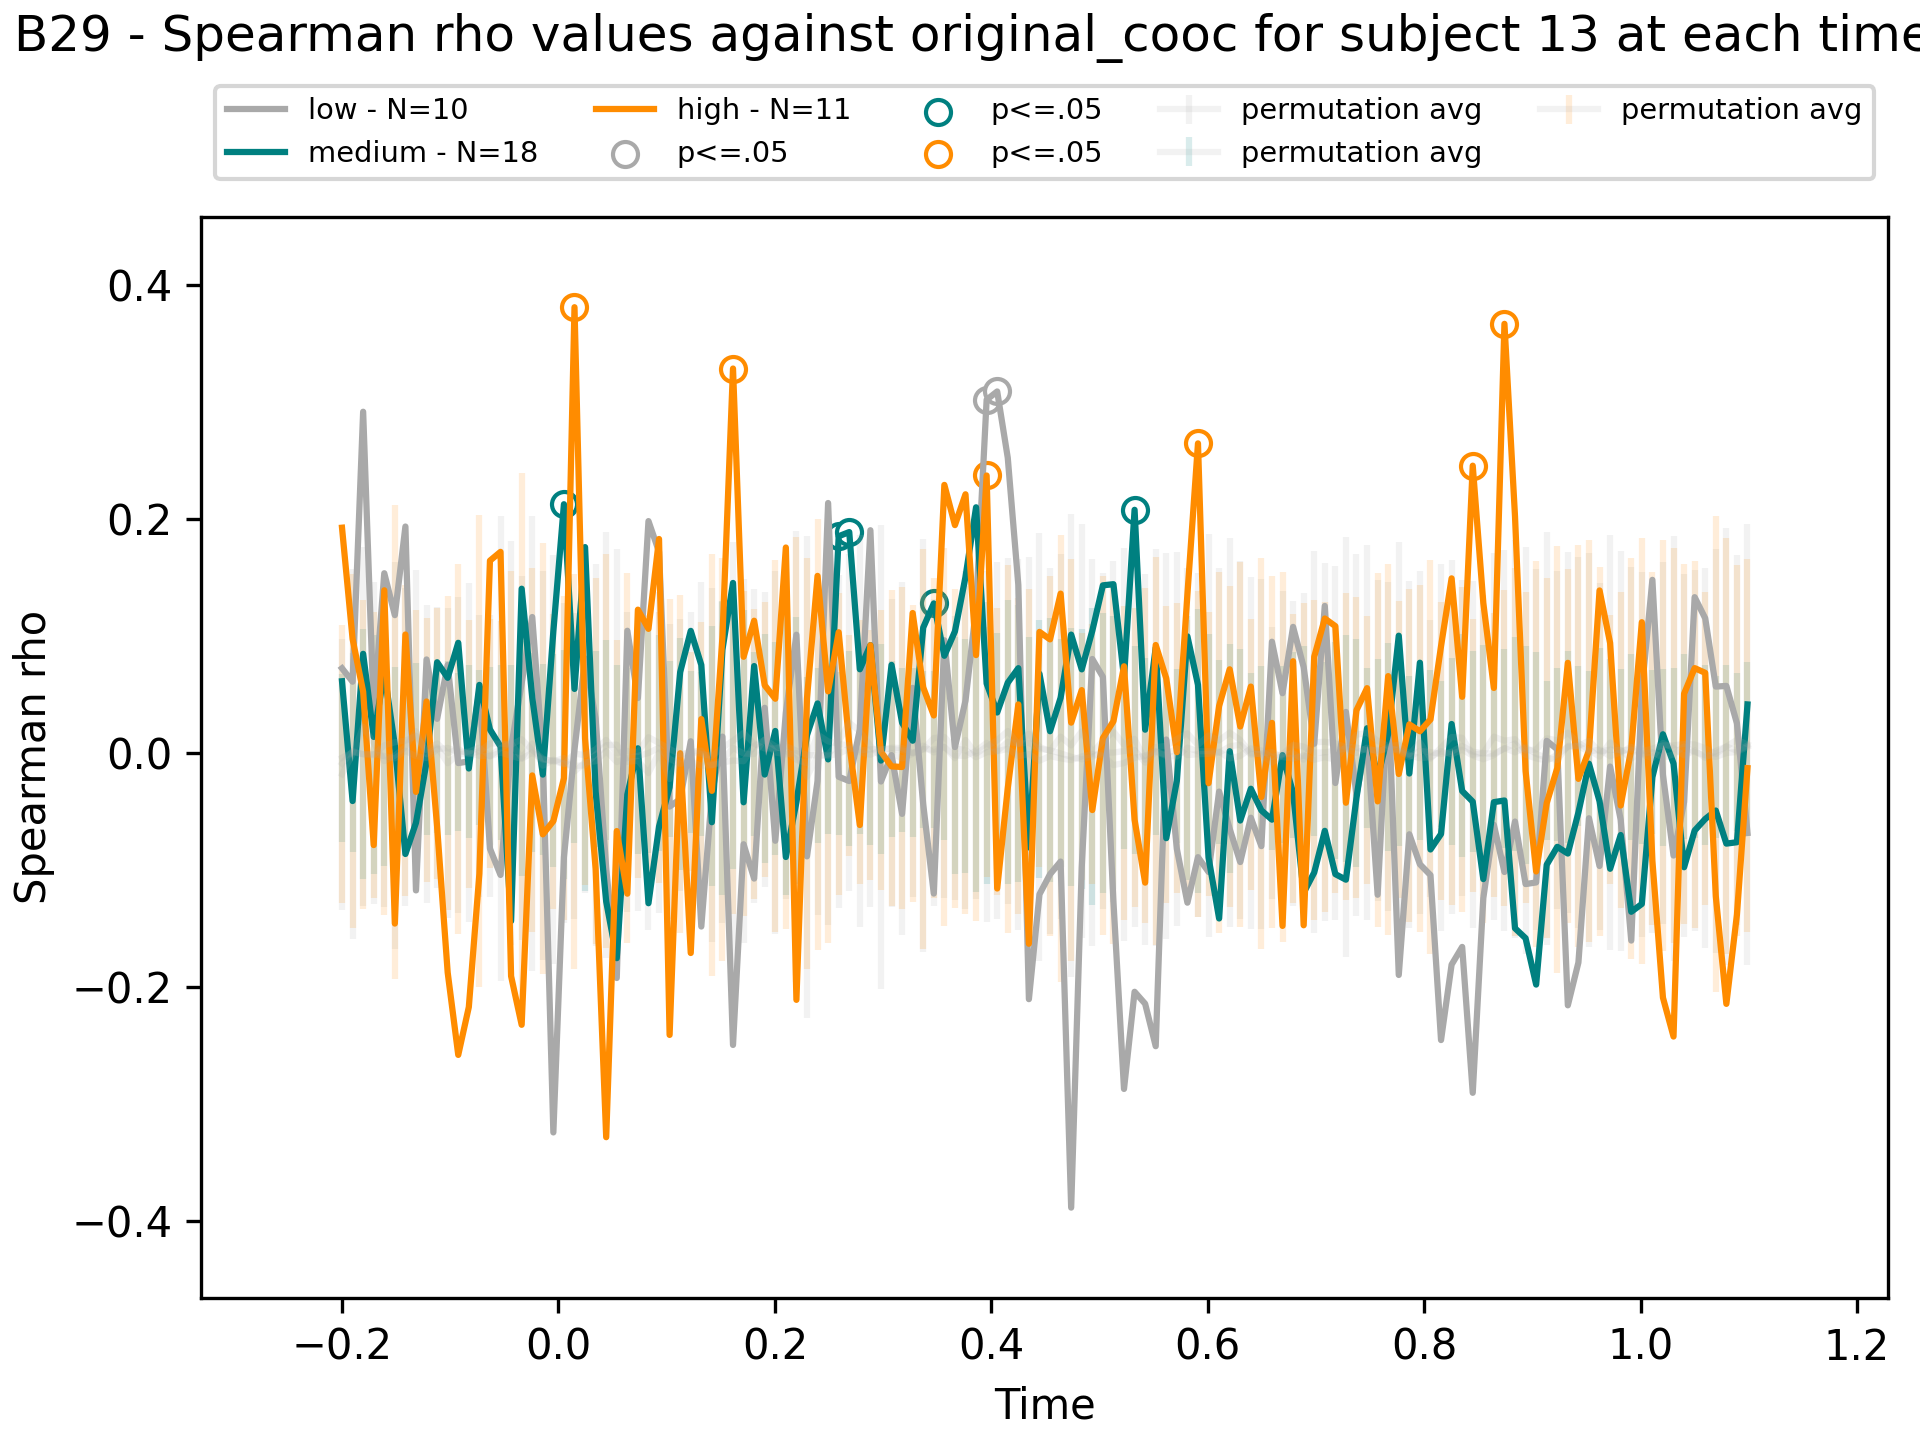 B29 - Spearman rho values against original_cooc for subject 13 at each time
low - N=10 high - N=11 p<=.05 permutation avg permutation avg
medium - N=18 p<=.05 p<=.05 permutation avg
Spearman rho
0.4
0.2
0.0
−0.2
−0.4
−0.2 0.0 0.2 0.4 0.6 0.8 1.0 1.2
Time